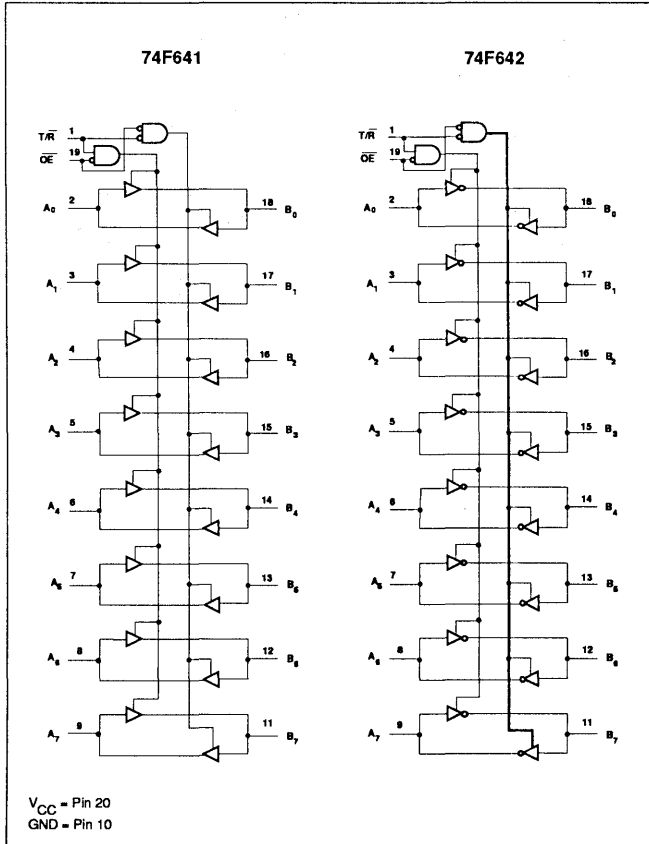 74F641 74F642
T/R̅ 1 T/R̅ 1
O̅E̅ 19 O̅E̅ 19
A₀ 2 18 B₀ A₀ 2 18 B₀
A₁ 3 17 B₁ A₁ 3 17 B₁
A₂ 4 16 B₂ A₂ 4 16 B₂
A₃ 5 15 B₃ A₃ 5 15 B₃
A₄ 6 14 B₄ A₄ 6 14 B₄
A₅ 7 13 B₅ A₅ 7 13 B₅
A₆ 8 12 B₆ A₆ 8 12 B₆
A₇ 9 11 B₇ A₇ 9 11 B₇
V_CC = Pin 20
GND = Pin 10